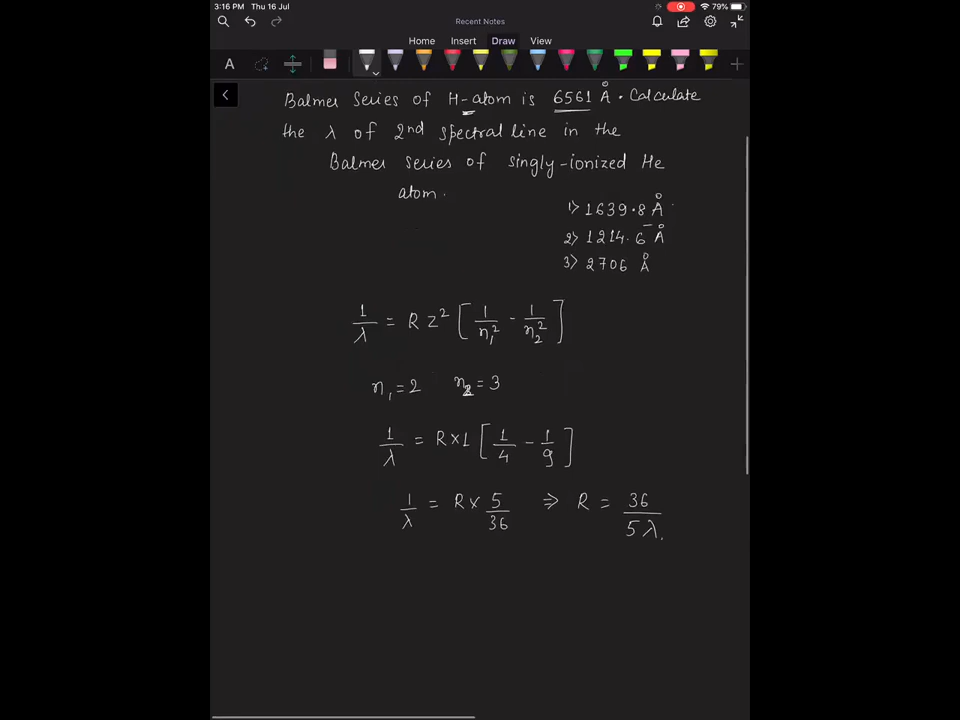 3:16 PM Thu 16 Jul
79%
Recent Notes
Home Insert Draw View
A
Balmer Series of H-atom is 6561 Å. Calculate
the λ of 2nd spectral line in the
Balmer series of singly-ionized He
atom.
1> 1639.8 Å
2> 1214.6 Å
3> 2706 Å
1/λ = R Z² [1/n₁² - 1/n₂²]
n₁ = 2 n₂ = 3
1/λ = R×1 [1/4 - 1/9]
1/λ = R× 5/36 ⇒ R = 36/5λ.